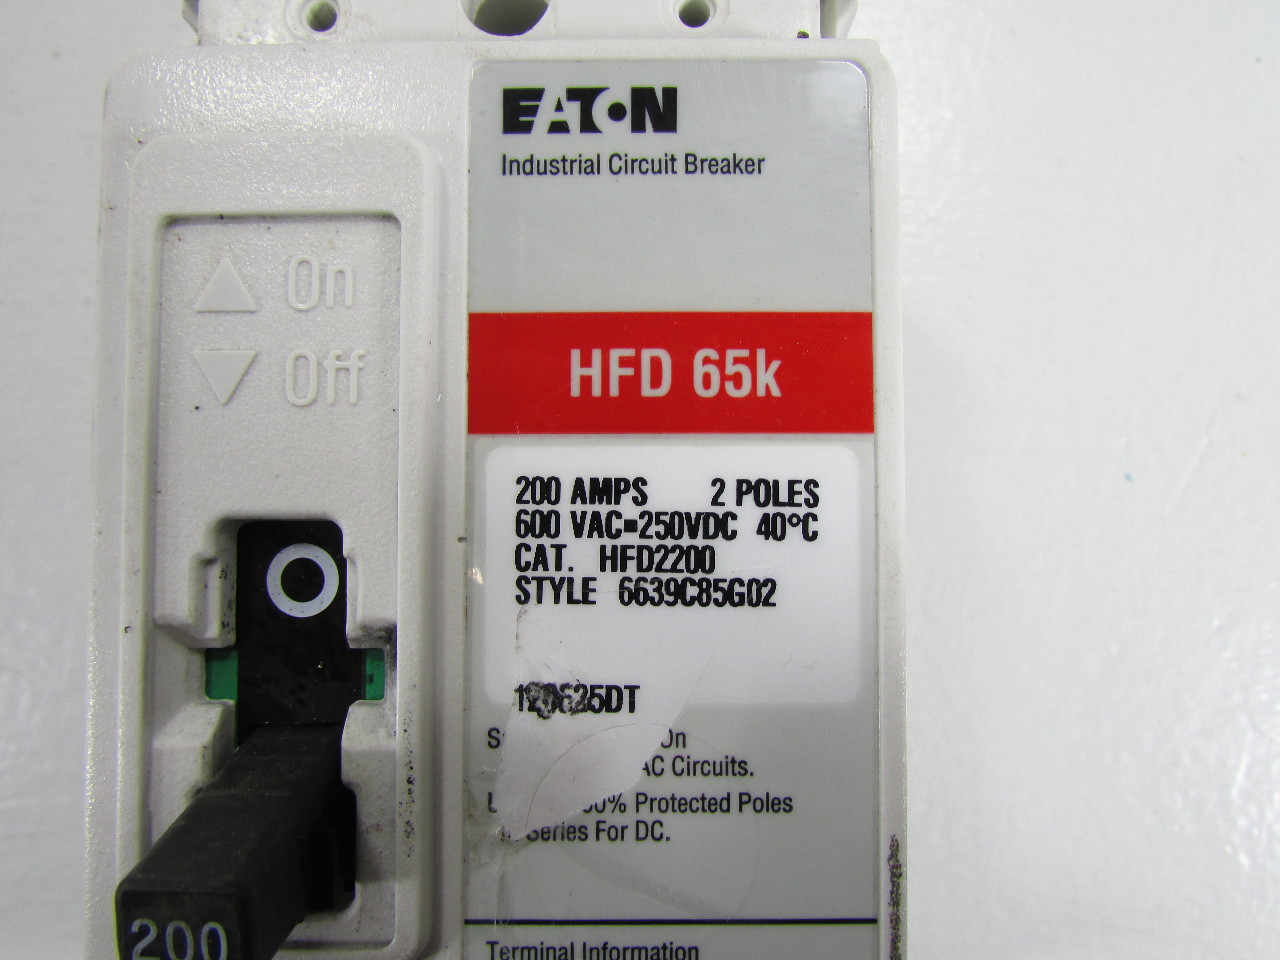 EATON
Industrial Circuit Breaker
On
Off
HFD 65k
200 AMPS 2 POLES
600 VAC=250VDC 40°C
CAT. HFD2200
STYLE 6639C85G02
On
AC Circuits.
Protected Poles
Series For DC.
200
Terminal Information